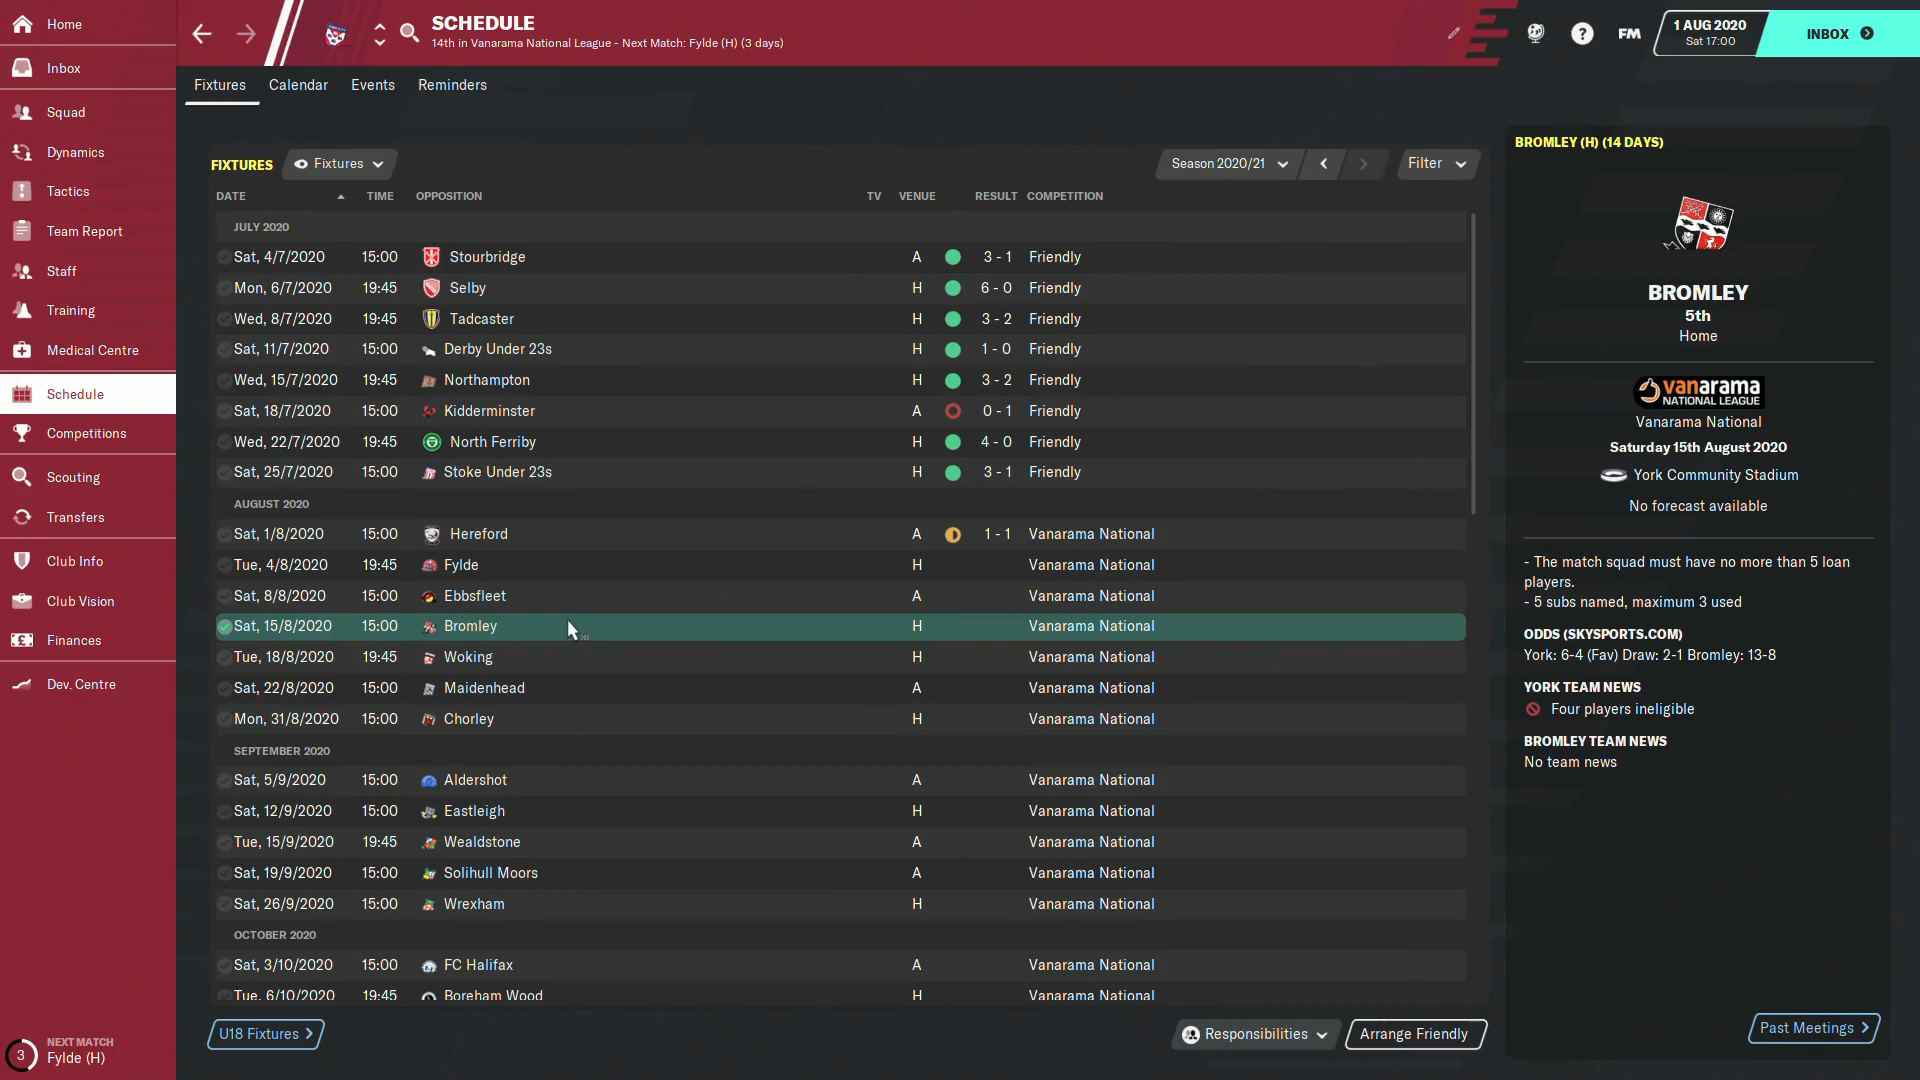 Home
Inbox
Squad
Dynamics
Tactics
Team Report
Staff
Training
Medical Centre
Schedule
Competitions
Scouting
Transfers
Club Info
Club Vision
Finances
Dev. Centre
3
NEXT MATCH
Fylde (H)
SCHEDULE
14th in Vanarama National League - Next Match: Fylde (H) (3 days)
?
FM
1 AUG 2020
Sat 17:00
INBOX
Fixtures Calendar Events Reminders
FIXTURES Fixtures Season 2020/21 Filter
DATE TIME OPPOSITION TV VENUE RESULT COMPETITION
JULY 2020
Sat, 4/7/2020 15:00 Stourbridge A 3 - 1 Friendly
Mon, 6/7/2020 19:45 Selby H 6 - 0 Friendly
Wed, 8/7/2020 19:45 Tadcaster H 3 - 2 Friendly
Sat, 11/7/2020 15:00 Derby Under 23s H 1 - 0 Friendly
Wed, 15/7/2020 19:45 Northampton H 3 - 2 Friendly
Sat, 18/7/2020 15:00 Kidderminster A 0 - 1 Friendly
Wed, 22/7/2020 19:45 North Ferriby H 4 - 0 Friendly
Sat, 25/7/2020 15:00 Stoke Under 23s H 3 - 1 Friendly
AUGUST 2020
Sat, 1/8/2020 15:00 Hereford A 1 - 1 Vanarama National
Tue, 4/8/2020 19:45 Fylde H Vanarama National
Sat, 8/8/2020 15:00 Ebbsfleet A Vanarama National
Sat, 15/8/2020 15:00 Bromley H Vanarama National
Tue, 18/8/2020 19:45 Woking H Vanarama National
Sat, 22/8/2020 15:00 Maidenhead A Vanarama National
Mon, 31/8/2020 15:00 Chorley H Vanarama National
SEPTEMBER 2020
Sat, 5/9/2020 15:00 Aldershot A Vanarama National
Sat, 12/9/2020 15:00 Eastleigh H Vanarama National
Tue, 15/9/2020 19:45 Wealdstone A Vanarama National
Sat, 19/9/2020 15:00 Solihull Moors A Vanarama National
Sat, 26/9/2020 15:00 Wrexham H Vanarama National
OCTOBER 2020
Sat, 3/10/2020 15:00 FC Halifax A Vanarama National
Tue, 6/10/2020 19:45 Boreham Wood H Vanarama National
U18 Fixtures
Responsibilities
Arrange Friendly
BROMLEY (H) (14 DAYS)
BROMLEY
5th
Home
vanarama
NATIONAL LEAGUE
Vanarama National
Saturday 15th August 2020
York Community Stadium
No forecast available
- The match squad must have no more than 5 loan
players.
- 5 subs named, maximum 3 used
ODDS (SKYSPORTS.COM)
York: 6-4 (Fav) Draw: 2-1 Bromley: 13-8
YORK TEAM NEWS
Four players ineligible
BROMLEY TEAM NEWS
No team news
Past Meetings